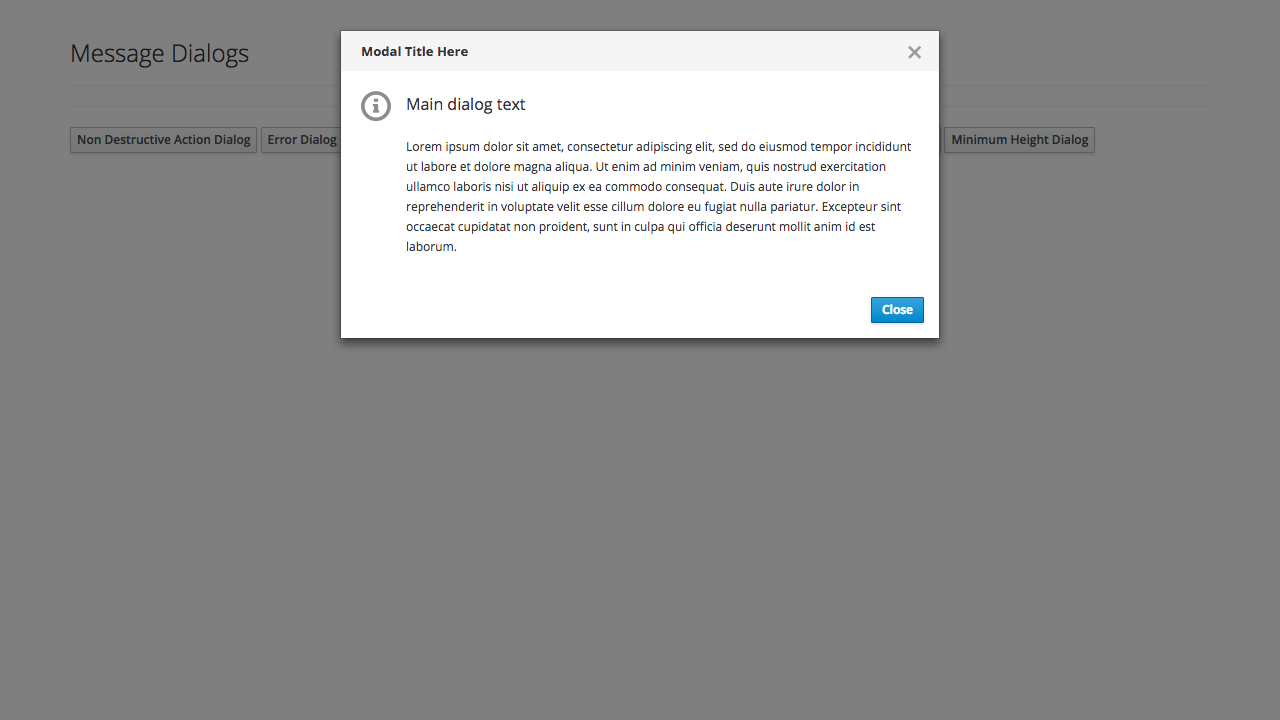 Message Dialogs
Modal Title Here
Main dialog text
Lorem ipsum dolor sit amet, consectetur adipiscing elit, sed do eiusmod tempor incididunt
ut labore et dolore magna aliqua. Ut enim ad minim veniam, quis nostrud exercitation
ullamco laboris nisi ut aliquip ex ea commodo consequat. Duis aute irure dolor in
reprehenderit in voluptate velit esse cillum dolore eu fugiat nulla pariatur. Excepteur sint
occaecat cupidatat non proident, sunt in culpa qui officia deserunt mollit anim id est
laborum.
Close
Non Destructive Action Dialog
Error Dialog
Minimum Height Dialog